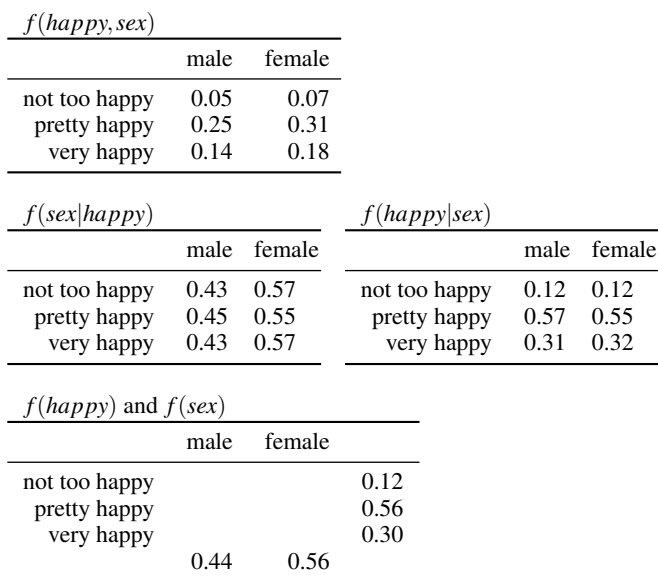 f(happy,sex)
male female
not too happy 0.05 0.07
pretty happy 0.25 0.31
very happy 0.14 0.18
f(sex|happy)
male female
not too happy 0.43 0.57
pretty happy 0.45 0.55
very happy 0.43 0.57
f(happy|sex)
male female
not too happy 0.12 0.12
pretty happy 0.57 0.55
very happy 0.31 0.32
f(happy) and f(sex)
male female
not too happy 0.12
pretty happy 0.56
very happy 0.30
0.44 0.56